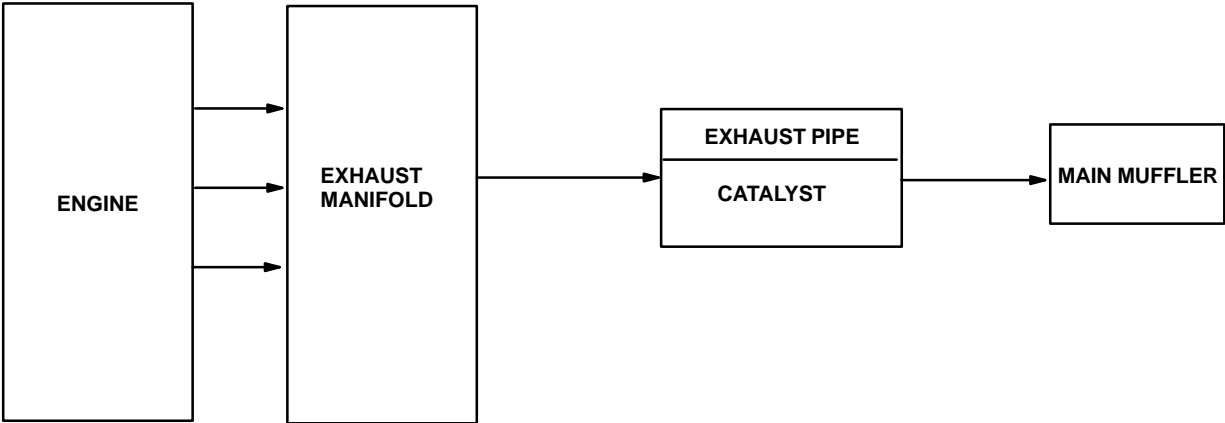 ENGINE
EXHAUST
MANIFOLD
EXHAUST PIPE
CATALYST
MAIN MUFFLER